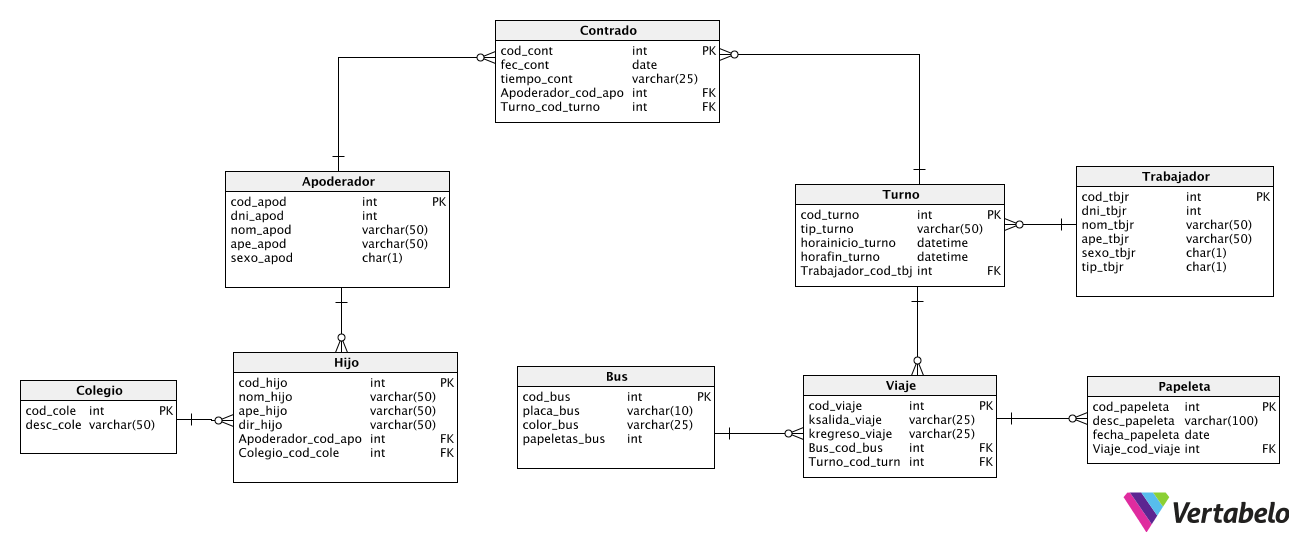 Contrado
cod_cont int PK
fec_cont date
tiempo_cont varchar(25)
Apoderador_cod_apo int FK
Turno_cod_turno int FK
Apoderador
cod_apod int PK
dni_apod int
nom_apod varchar(50)
ape_apod varchar(50)
sexo_apod char(1)
Turno
cod_turno int PK
tip_turno varchar(50)
horainicio_turno datetime
horafin_turno datetime
Trabajador_cod_tbj int FK
Trabajador
cod_tbjr int PK
dni_tbjr int
nom_tbjr varchar(50)
ape_tbjr varchar(50)
sexo_tbjr char(1)
tip_tbjr char(1)
Colegio
cod_cole int PK
desc_cole varchar(50)
Hijo
cod_hijo int PK
nom_hijo varchar(50)
ape_hijo varchar(50)
dir_hijo varchar(50)
Apoderador_cod_apo int FK
Colegio_cod_cole int FK
Bus
cod_bus int PK
placa_bus varchar(10)
color_bus varchar(25)
papeletas_bus int
Viaje
cod_viaje int PK
ksalida_viaje varchar(25)
kregreso_viaje varchar(25)
Bus_cod_bus int FK
Turno_cod_turn int FK
Papeleta
cod_papeleta int PK
desc_papeleta varchar(100)
fecha_papeleta date
Viaje_cod_viaje int FK
Vertabelo